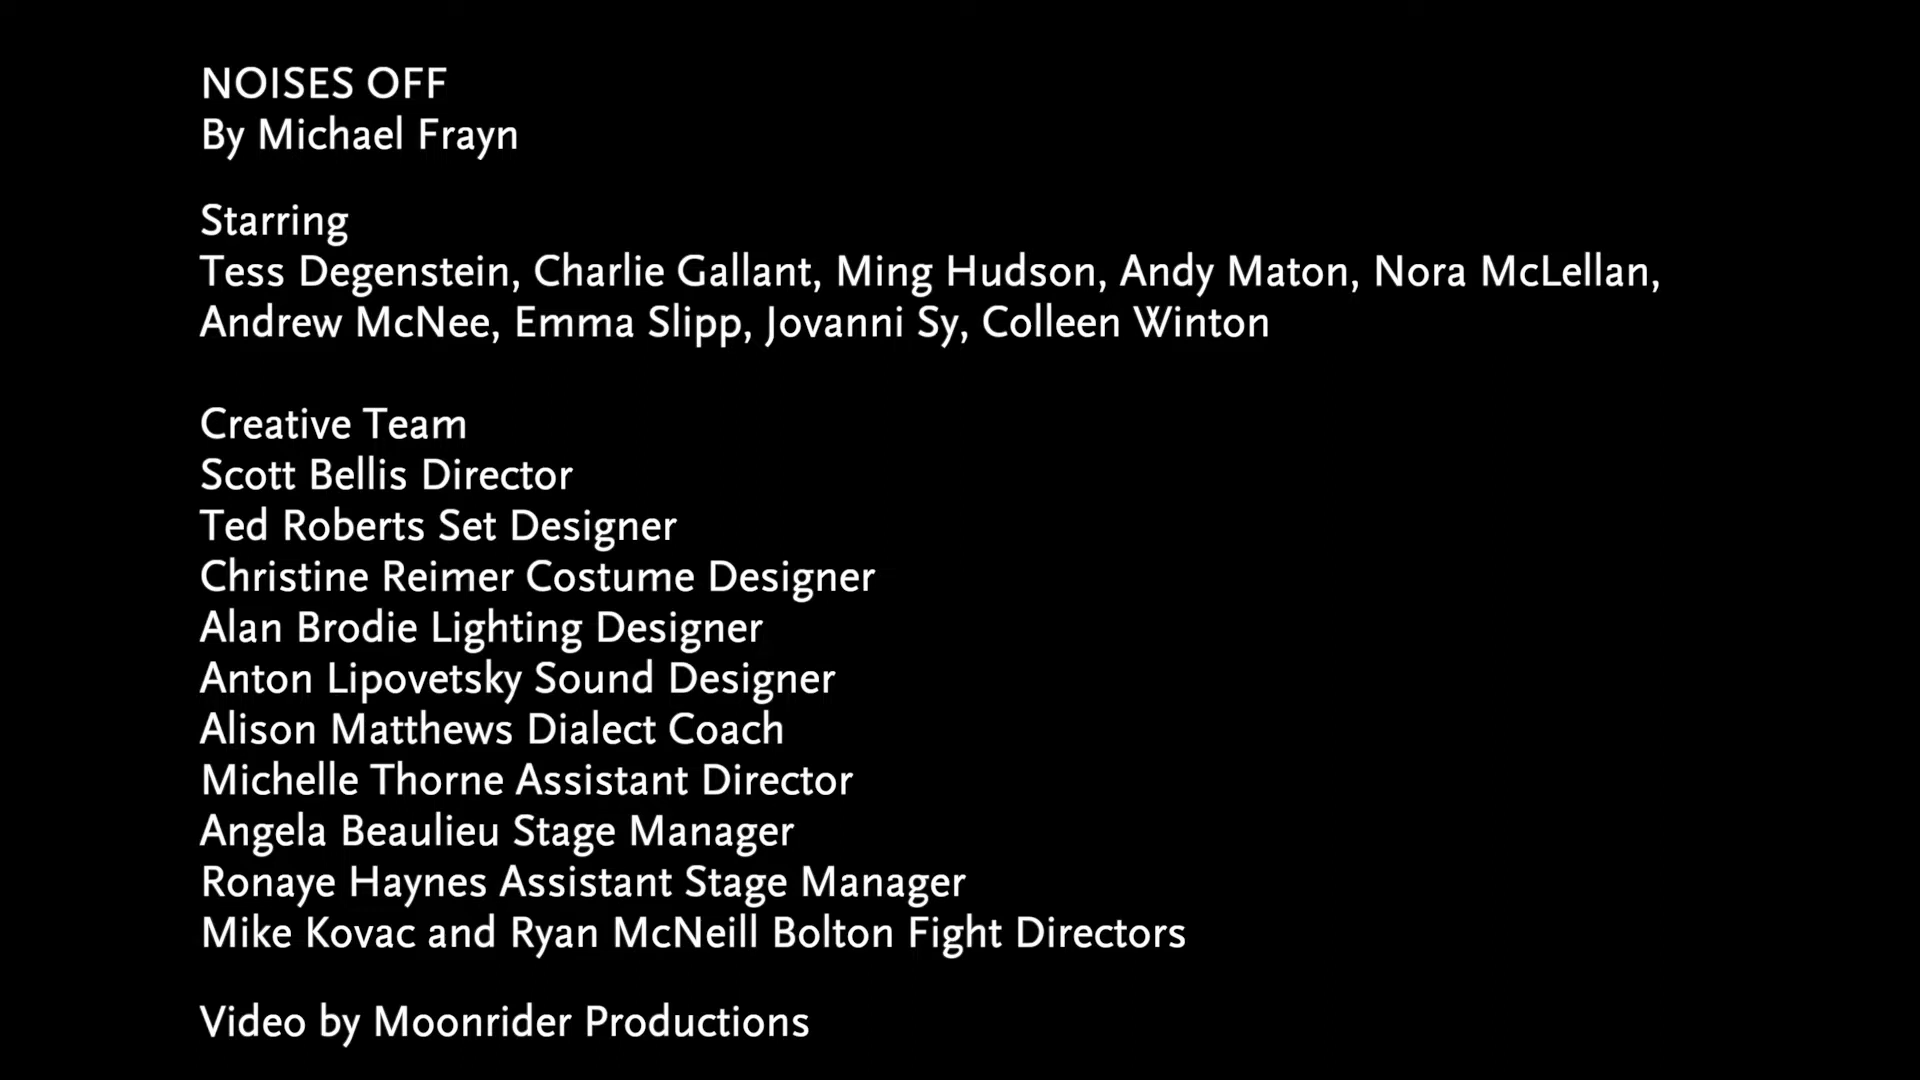 NOISES OFF
By Michael Frayn
Starring
Tess Degenstein, Charlie Gallant, Ming Hudson, Andy Maton, Nora McLellan,
Andrew McNee, Emma Slipp, Jovanni Sy, Colleen Winton
Creative Team
Scott Bellis Director
Ted Roberts Set Designer
Christine Reimer Costume Designer
Alan Brodie Lighting Designer
Anton Lipovetsky Sound Designer
Alison Matthews Dialect Coach
Michelle Thorne Assistant Director
Angela Beaulieu Stage Manager
Ronaye Haynes Assistant Stage Manager
Mike Kovac and Ryan McNeill Bolton Fight Directors
Video by Moonrider Productions